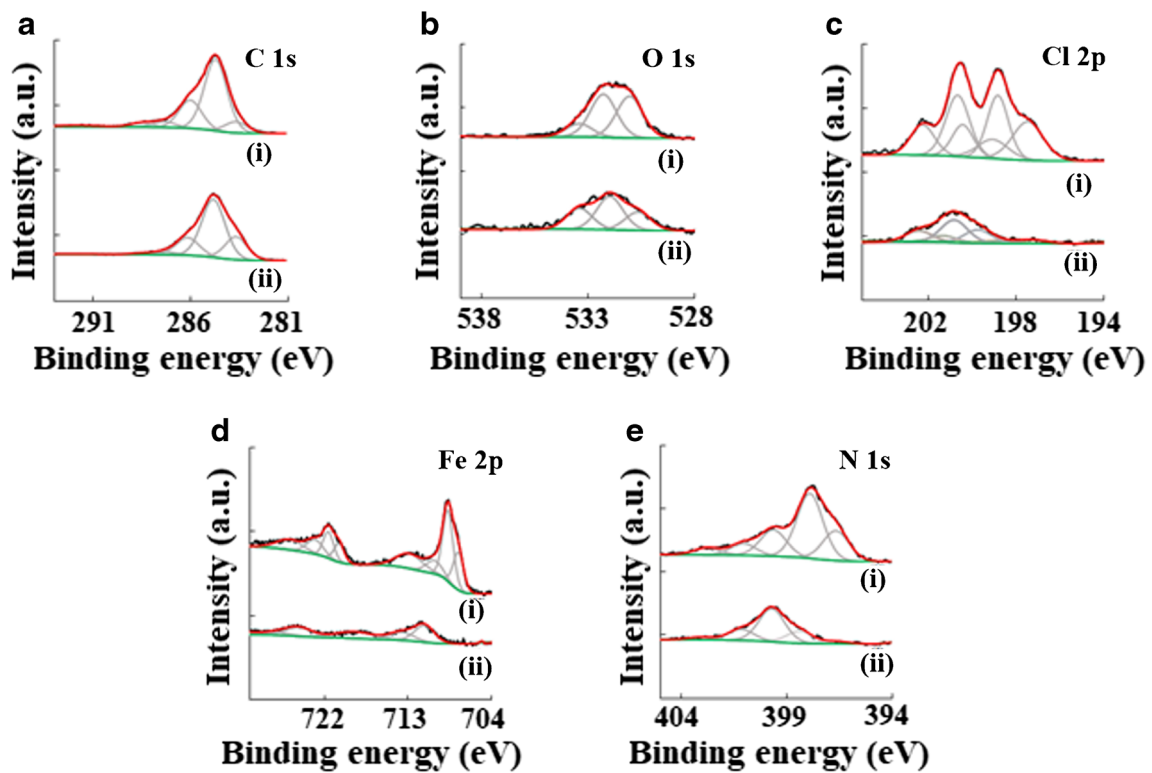 a
C 1s
Intensity (a.u.)
(i)
(ii)
291 286 281
Binding energy (eV)
b
O 1s
Intensity (a.u.)
(i)
(ii)
538 533 528
Binding energy (eV)
c
Cl 2p
Intensity (a.u.)
(i)
(ii)
202 198 194
Binding energy (eV)
d
Fe 2p
Intensity (a.u.)
(i)
(ii)
722 713 704
Binding energy (eV)
e
N 1s
Intensity (a.u.)
(i)
(ii)
404 399 394
Binding energy (eV)